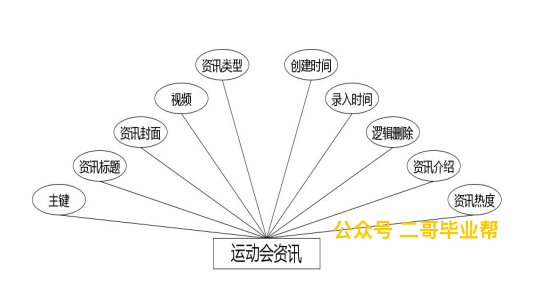 资讯类型
创建时间
视频
录入时间
资讯封面
逻辑删除
资讯标题
资讯介绍
主键
资讯热度
公众号 二哥毕业帮
运动会资讯